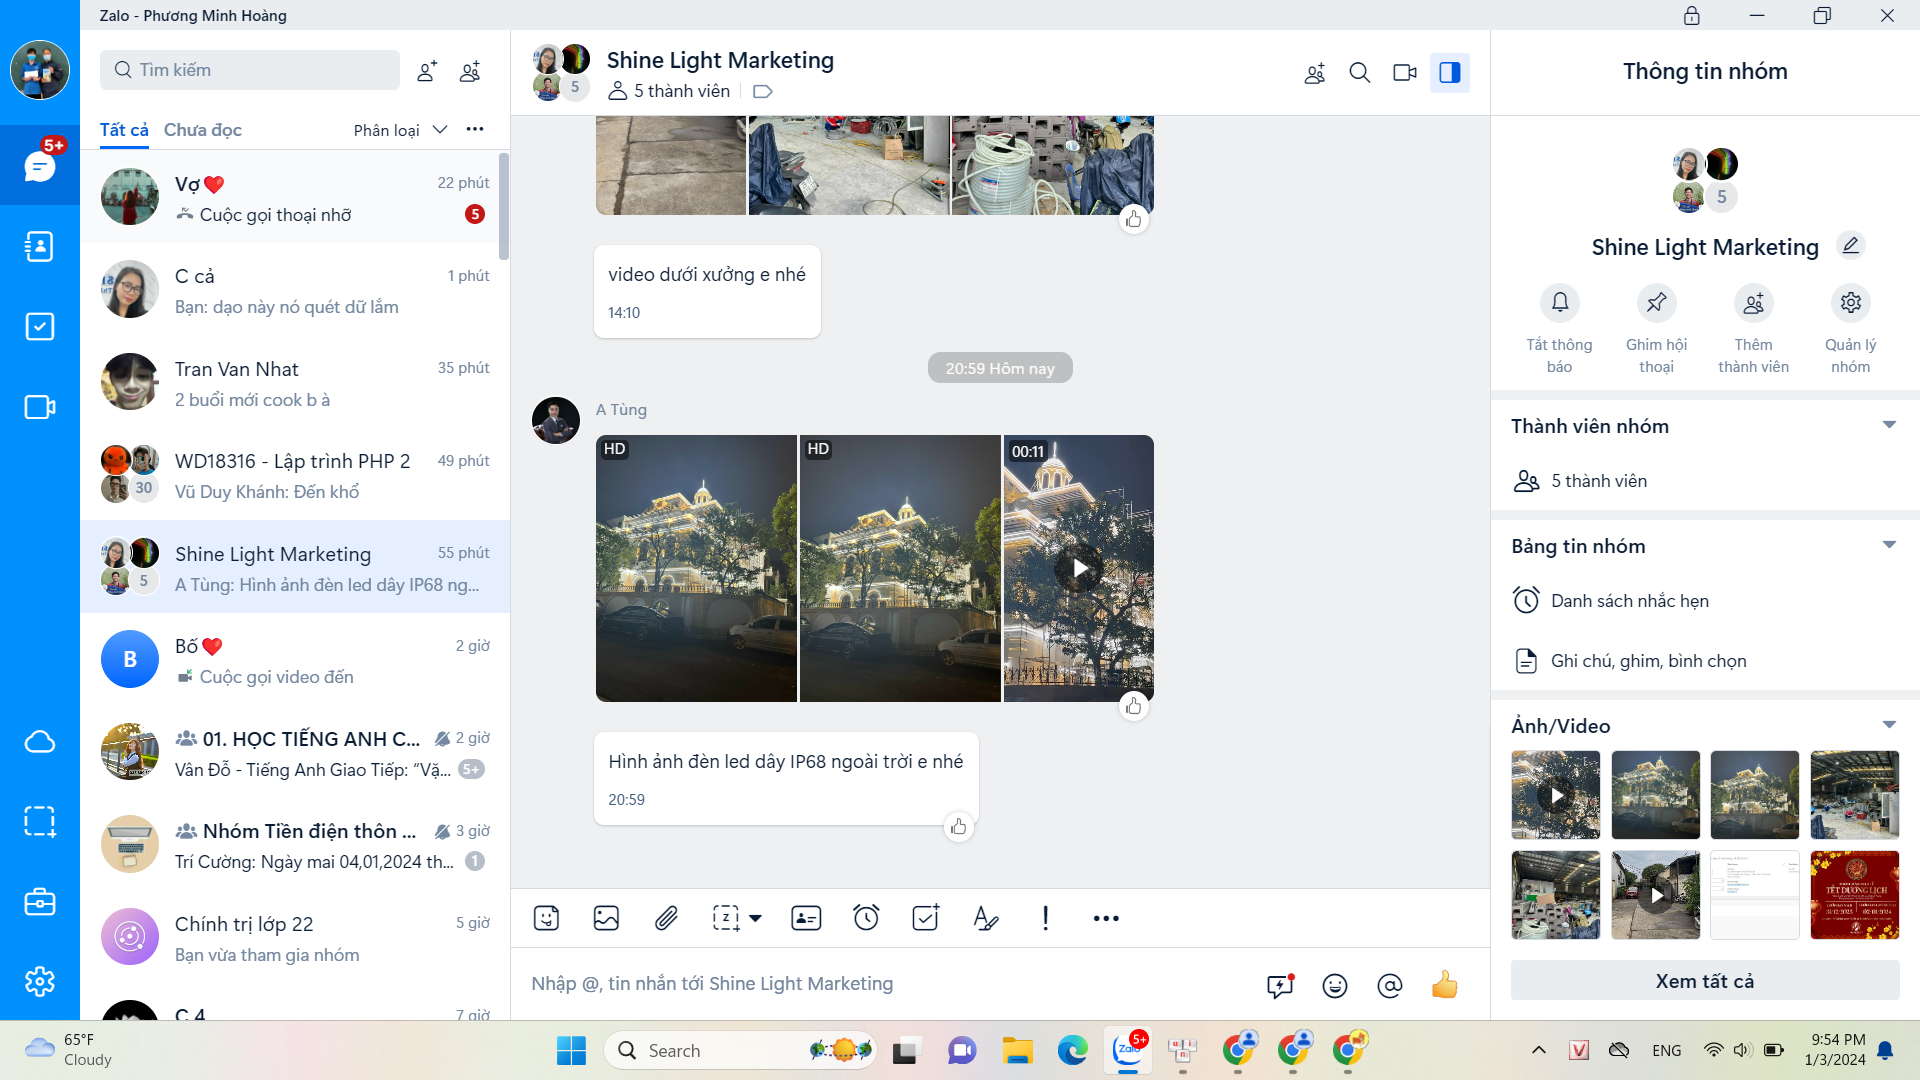 Zalo - Phương Minh Hoàng
Tìm kiếm
Tất cả
Chưa đọc
Phân loại
5+
Vợ
22 phút
Cuộc gọi thoại nhỡ
5
C cả
1 phút
Bạn: dạo này nó quét dữ lắm
Tran Van Nhat
35 phút
2 buổi mới cook b à
WD18316 - Lập trình PHP 2
49 phút
30
Vũ Duy Khánh: Đến khổ
Shine Light Marketing
55 phút
5
A Tùng: Hình ảnh đèn led dây IP68 ng...
B
Bố
2 giờ
Cuộc gọi video đến
01. HỌC TIẾNG ANH C...
2 giờ
Vân Đỗ - Tiếng Anh Giao Tiếp: “Vặ...
5+
Nhóm Tiền điện thôn ...
3 giờ
Trí Cường: Ngày mai 04,01,2024 th...
1
Chính trị lớp 22
5 giờ
Bạn vừa tham gia nhóm
C 4
7 giờ
Shine Light Marketing
5
5 thành viên
video dưới xưởng e nhé
14:10
20:59 Hôm nay
A Tùng
HD
HD
00:11
Hình ảnh đèn led dây IP68 ngoài trời e nhé
20:59
Nhập @, tin nhắn tới Shine Light Marketing
Thông tin nhóm
5
Shine Light Marketing
Tắt thông báo
Ghim hội thoại
Thêm thành viên
Quản lý nhóm
Thành viên nhóm
5 thành viên
Bảng tin nhóm
Danh sách nhắc hẹn
Ghi chú, ghim, bình chọn
Ảnh/Video
TẾT DƯƠNG LỊCH
Xem tất cả
65°F
Cloudy
Search
Zalo
5+
ENG
9:54 PM
1/3/2024